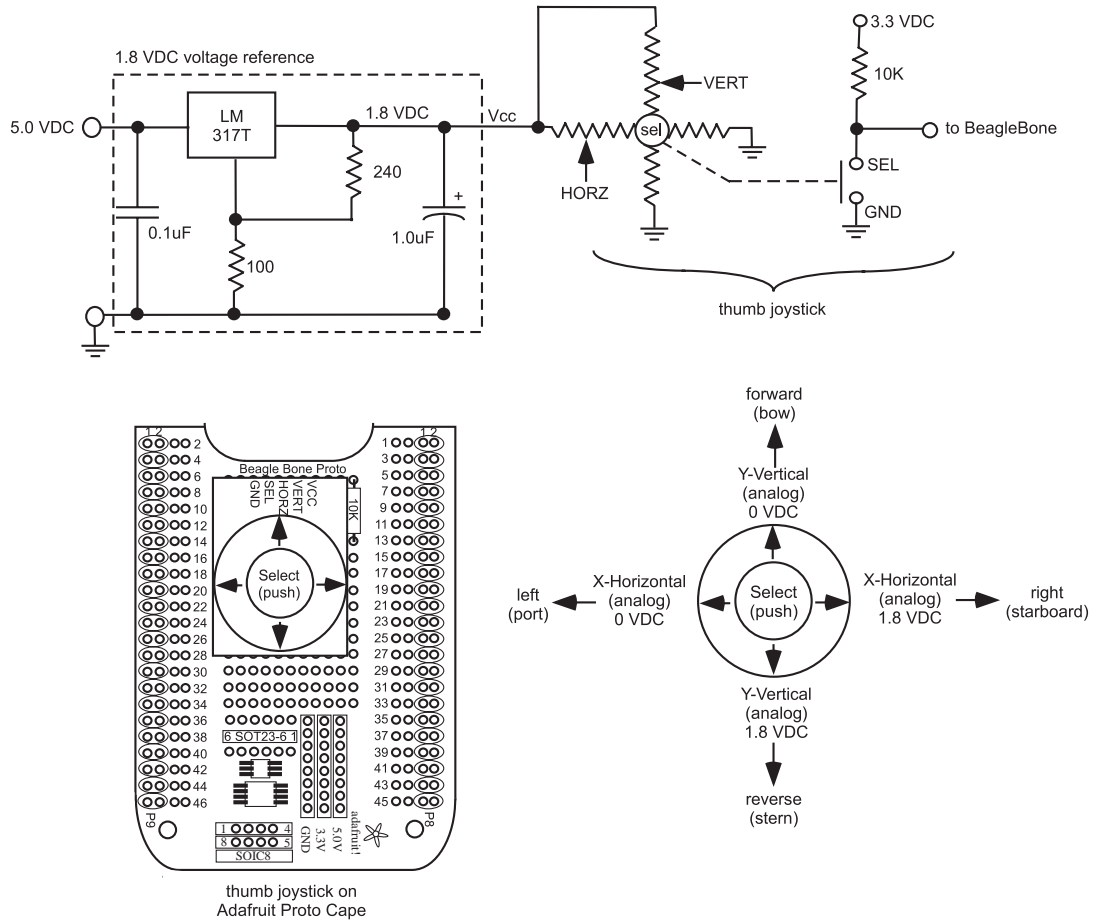 1.8 VDC voltage reference
5.0 VDC
LM
317T
1.8 VDC
Vcc
240
0.1uF
100
1.0uF
+
VERT
sel
HORZ
3.3 VDC
10K
to BeagleBone
SEL
GND
thumb joystick
1 2
2
4
6
8
10
12
14
16
18
20
22
24
26
28
30
32
34
36
38
40
42
44
46
P9
Beagle Bone Proto
GND
SEL
HORZ
VERT
VCC
10K
Select
(push)
1 2
1
3
5
7
9
11
13
15
17
19
21
23
25
27
29
31
33
35
37
39
41
43
45
P8
6 SOT23-6 1
1 4
8 5
SOIC8
GND
3.3V
5.0V
adafruit!
thumb joystick on
Adafruit Proto Cape
forward
(bow)
Y-Vertical
(analog)
0 VDC
left
(port)
X-Horizontal
(analog)
0 VDC
Select
(push)
X-Horizontal
(analog)
1.8 VDC
right
(starboard)
Y-Vertical
(analog)
1.8 VDC
reverse
(stern)